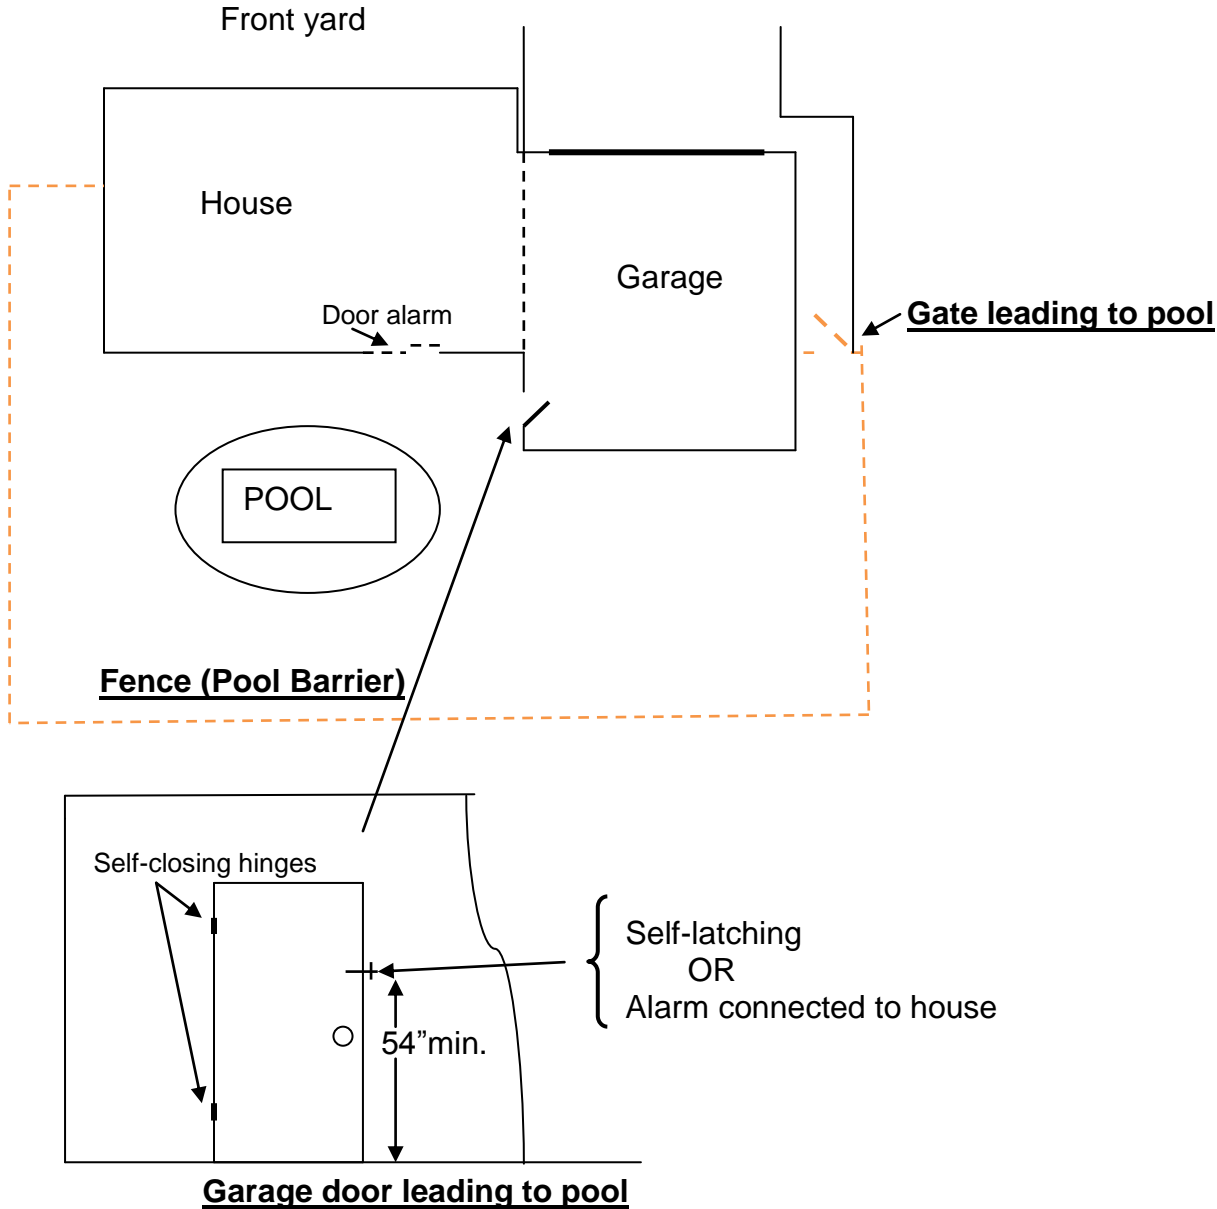 Front yard
House
Garage
Door alarm
Gate leading to pool
POOL
Fence (Pool Barrier)
Self-closing hinges
Self-latching
OR
Alarm connected to house
54”min.
Garage door leading to pool